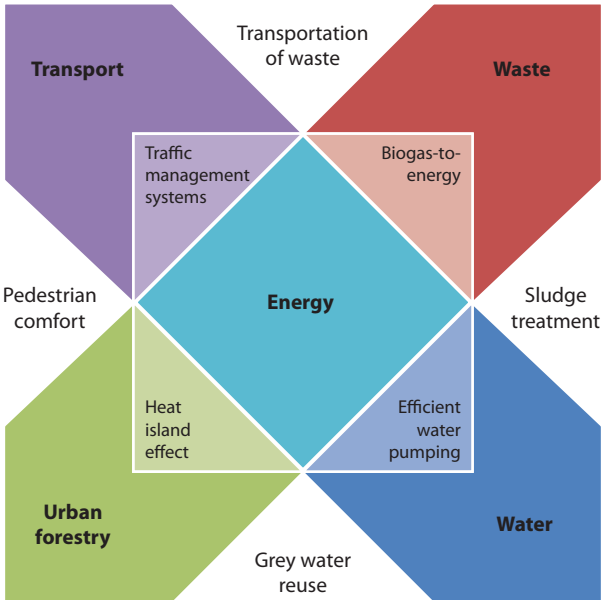 Transportation
of waste
Transport
Waste
Traffic
management
systems
Biogas-to-
energy
Pedestrian
comfort
Energy
Sludge
treatment
Heat
island
effect
Efficient
water
pumping
Urban
forestry
Water
Grey water
reuse